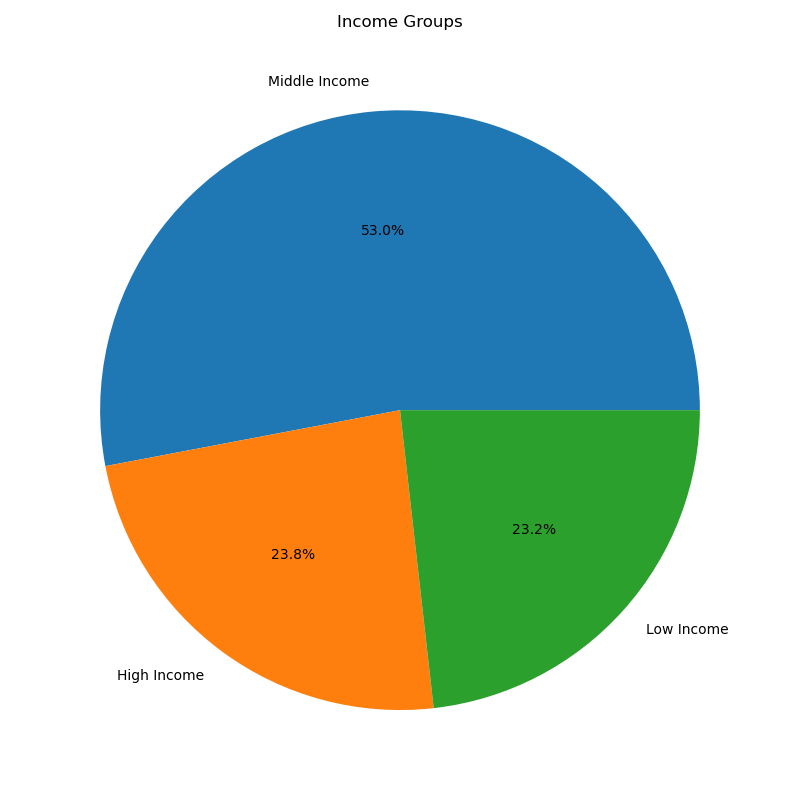 Income Groups
Middle Income
53.0%
23.8%
23.2%
High Income
Low Income